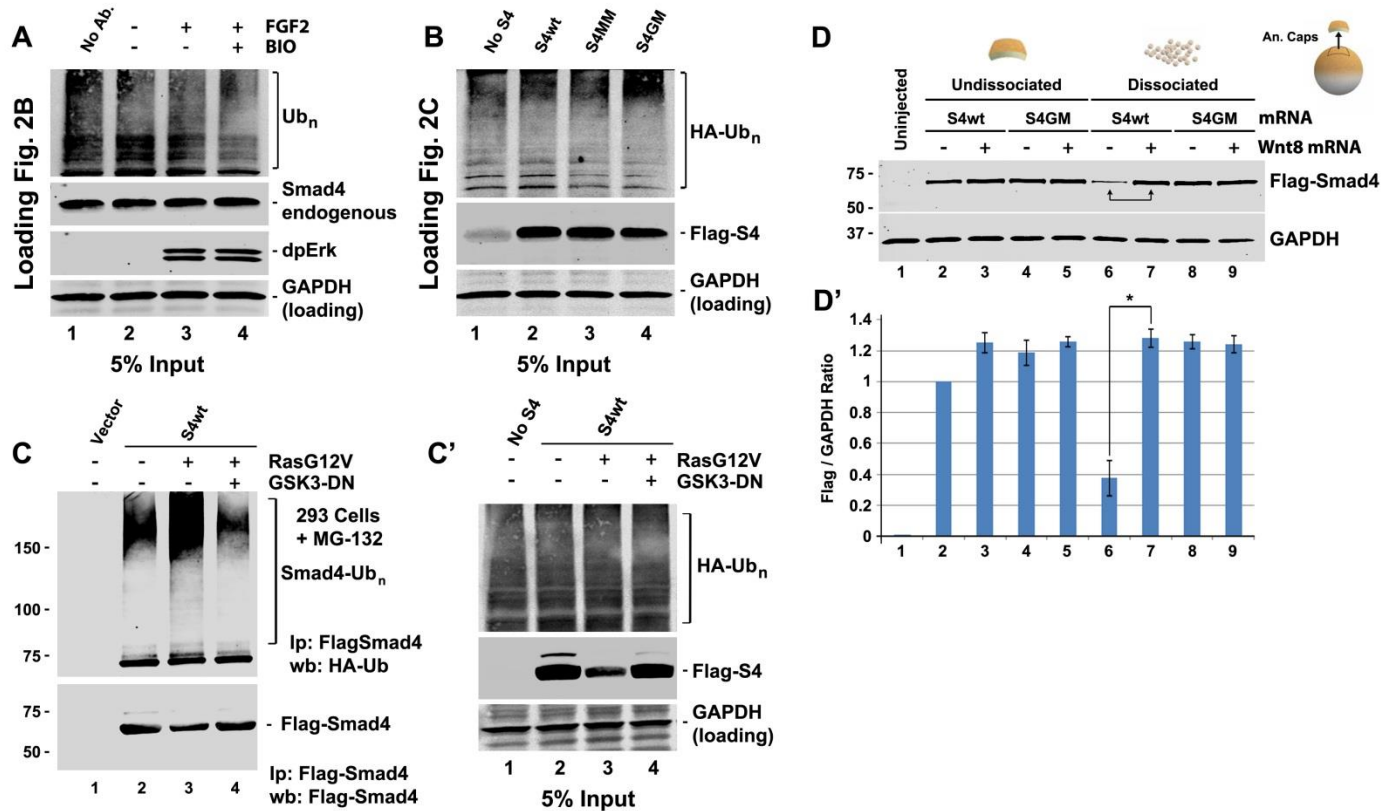 A
Loading Fig. 2B
No Ab.
- + + FGF2
- - + BIO
Ub_n
Smad4
endogenous
dpErk
GAPDH
(loading)
1 2 3 4
5% Input
B
Loading Fig. 2C
No S4 S4wt S4MM S4GM
HA-Ub_n
Flag-S4
GAPDH
(loading)
1 2 3 4
5% Input
C
Vector S4wt
- - + + RasG12V
- - - + GSK3-DN
293 Cells
+ MG-132
150
Smad4-Ub_n
100
Ip: FlagSmad4
75
wb: HA-Ub
75
Flag-Smad4
50
1 2 3 4
Ip: Flag-Smad4
wb: Flag-Smad4
C'
No S4 S4wt
- - + + RasG12V
- - - + GSK3-DN
HA-Ub_n
Flag-S4
GAPDH
(loading)
1 2 3 4
5% Input
D
An. Caps
Uninjected
Undissociated Dissociated
S4wt S4GM S4wt S4GM mRNA
- + - + - + - + Wnt8 mRNA
75
Flag-Smad4
50
37
GAPDH
1 2 3 4 5 6 7 8 9
D'
Flag / GAPDH Ratio
1.4
*
1.2
1
0.8
0.6
0.4
0.2
0
1 2 3 4 5 6 7 8 9